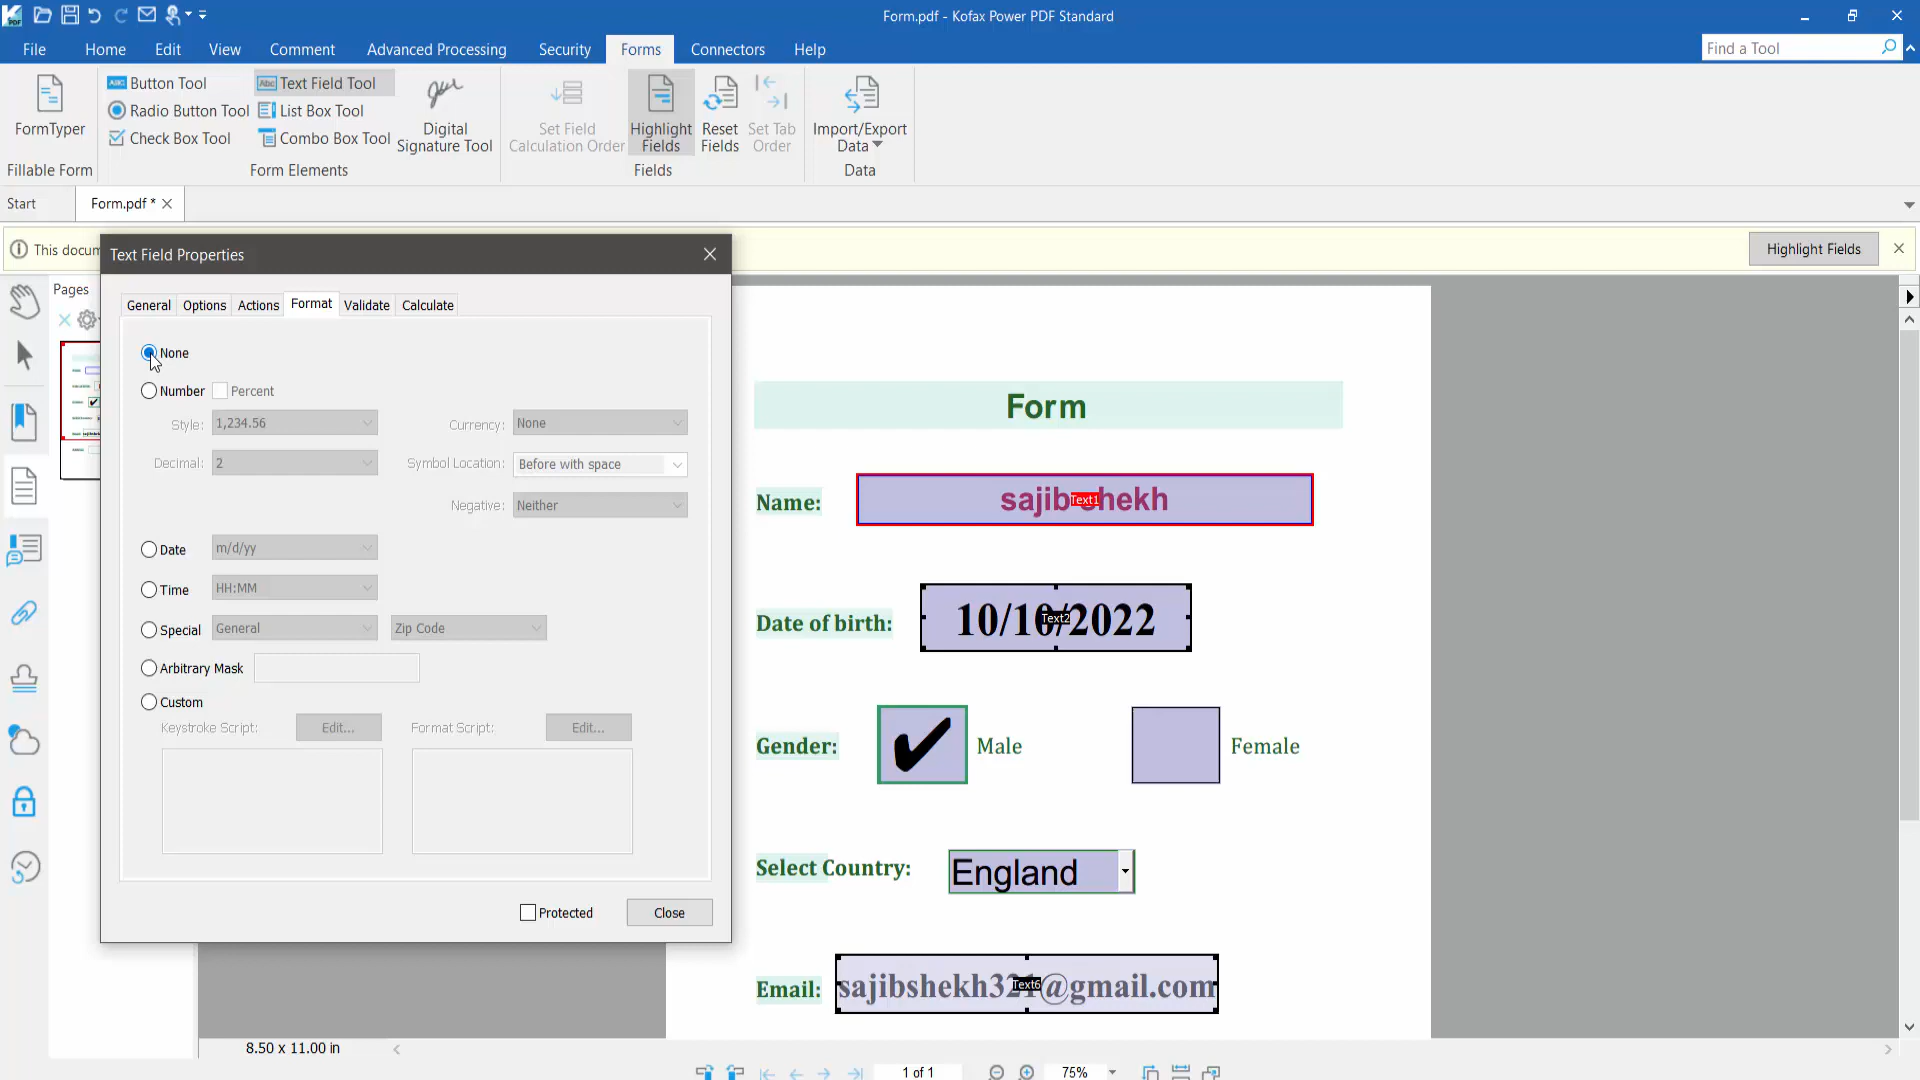 Form.pdf - Kofax Power PDF Standard
File Home Edit View Comment Advanced Processing Security Forms Connectors Help
Find a Tool
FormTyper
Button Tool
Radio Button Tool
Check Box Tool
Text Field Tool
List Box Tool
Combo Box Tool
Digital
Signature Tool
Set Field
Calculation Order
Highlight
Fields
Reset
Fields
Set Tab
Order
Import/Export
Data
Fillable Form Form Elements Fields Data
Start Form.pdf *
This docum
Highlight Fields
Pages
Text Field Properties
General Options Actions Format Validate Calculate
None
Number Percent
Style: 1,234.56 Currency: None
Decimal: 2 Symbol Location: Before with space
Negative: Neither
Date m/d/yy
Time HH:MM
Special General Zip Code
Arbitrary Mask
Custom
Keystroke Script: Edit... Format Script: Edit...
Protected Close
Form
Name: sajib shekh
Text1
Date of birth: 10/10/2022
Text2
Gender: Male Female
Select Country: England
Email: sajibshekh321@gmail.com
Text6
8.50 x 11.00 in
1 of 1 75%